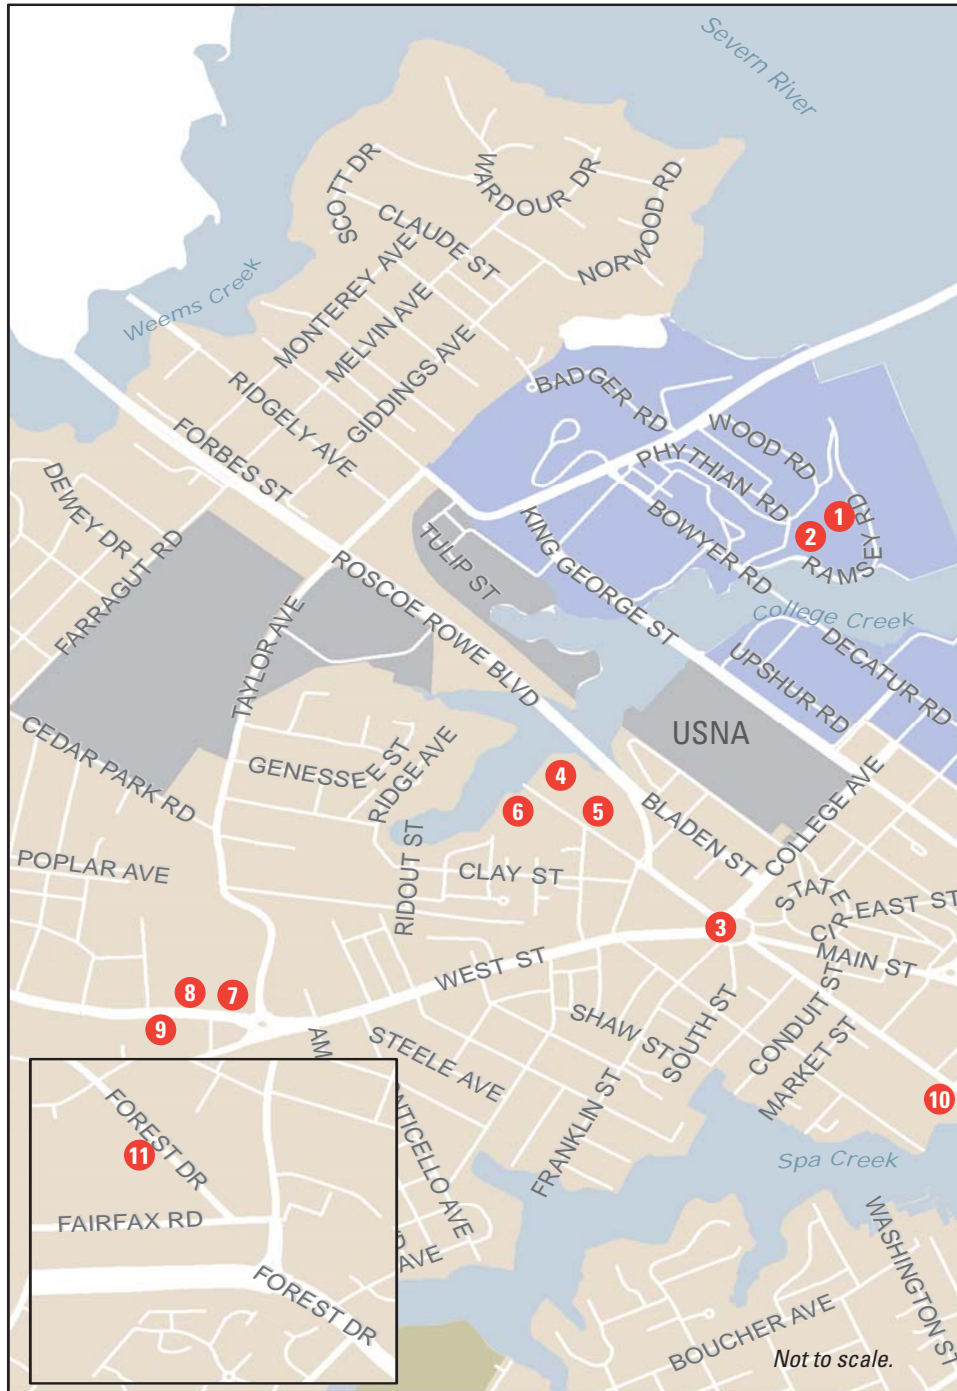 Severn River
SCOTT DR
WARDOUR DR
NORWOOD RD
CLAUDE ST
Weems Creek
MONTEREY AVE
MELVIN AVE
GIDDINGS AVE
RIDGELY AVE
BADGER RD
WOOD RD
FORBES ST
PHYTHIAN RD
DEWEY DR
BOWYER RD
KING GEORGE ST
1
2
RAMSEY RD
TULIP ST
FARRAGUT RD
ROSCOE ROWE BLVD
College Creek
TAYLOR AVE
UPSHUR RD
DECATUR RD
USNA
CEDAR PARK RD
GENESSEE ST
RIDGE AVE
4
6
5
BLADEN ST
COLLEGE AVE
POPLAR AVE
RIDOUT ST
CLAY ST
STATE CIR
EAST ST
3
MAIN ST
WEST ST
8
7
9
SHAW ST
SOUTH ST
CONDUIT ST
MARKET ST
AM
STEELE AVE
FRANKLIN ST
10
NTICELLO AVE
FOREST DR
11
Spa Creek
FAIRFAX RD
AVE
WASHINGTON ST
FOREST DR
BOUCHER AVE
Not to scale.